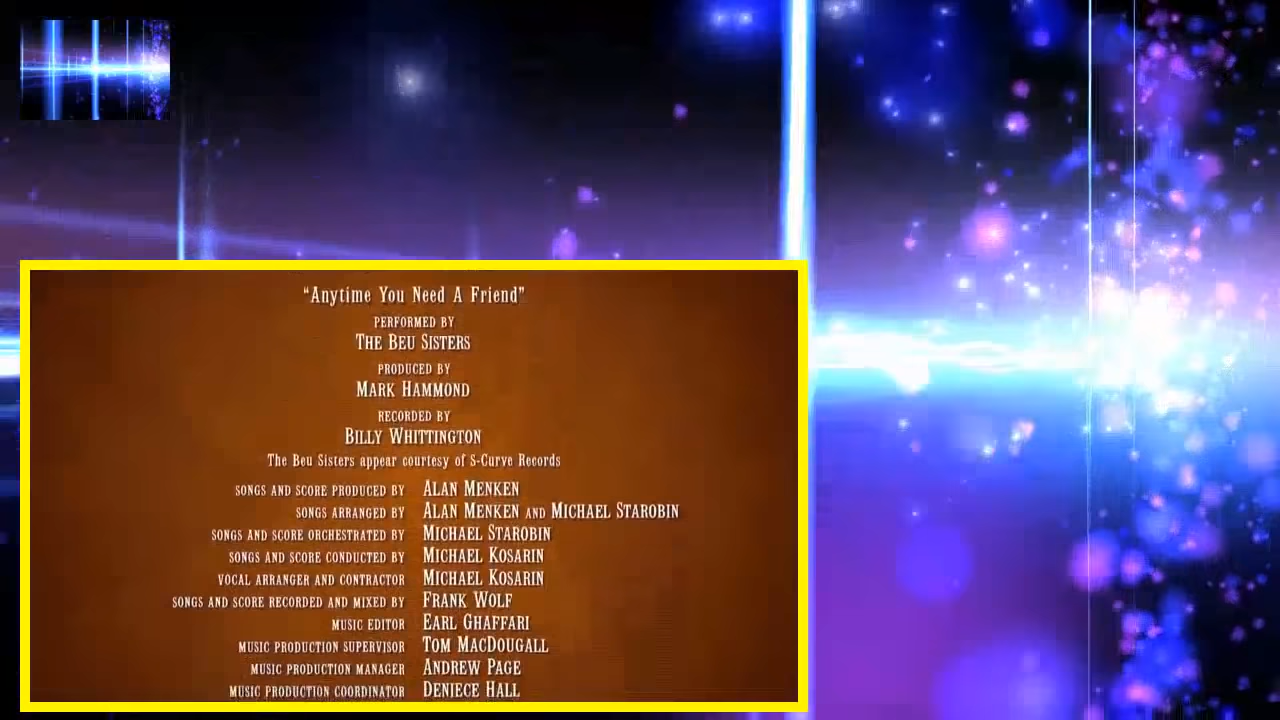 “Anytime You Need A Friend”
PERFORMED BY
THE BEU SISTERS
PRODUCED BY
MARK HAMMOND
RECORDED BY
BILLY WHITTINGTON
The Beu Sisters appear courtesy of S-Curve Records
SONGS AND SCORE PRODUCED BY ALAN MENKEN
SONGS ARRANGED BY ALAN MENKEN AND MICHAEL STAROBIN
SONGS AND SCORE ORCHESTRATED BY MICHAEL STAROBIN
SONGS AND SCORE CONDUCTED BY MICHAEL KOSARIN
VOCAL ARRANGER AND CONTRACTOR MICHAEL KOSARIN
SONGS AND SCORE RECORDED AND MIXED BY FRANK WOLF
MUSIC EDITOR EARL GHAFFARI
MUSIC PRODUCTION SUPERVISOR TOM MACDOUGALL
MUSIC PRODUCTION MANAGER ANDREW PAGE
MUSIC PRODUCTION COORDINATOR DENIECE HALL